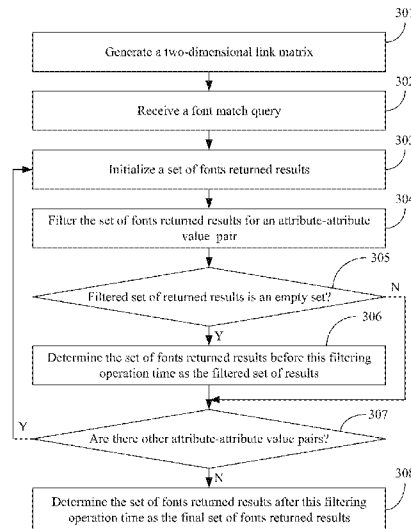 301
Generate a two-dimensional link matrix
302
Receive a font match query
303
Initialize a set of fonts returned results
304
Filter the set of fonts returned results for an attribute-attribute
value pair
305
Filtered set of returned results is an empty set?
N
Y
306
Determine the set of fonts returned results before this filtering
operation time as the filtered set of results
307
Are there other attribute-attribute value pairs?
Y
N
308
Determine the set of fonts returned results after this filtering
operation time as the final set of fonts returned results